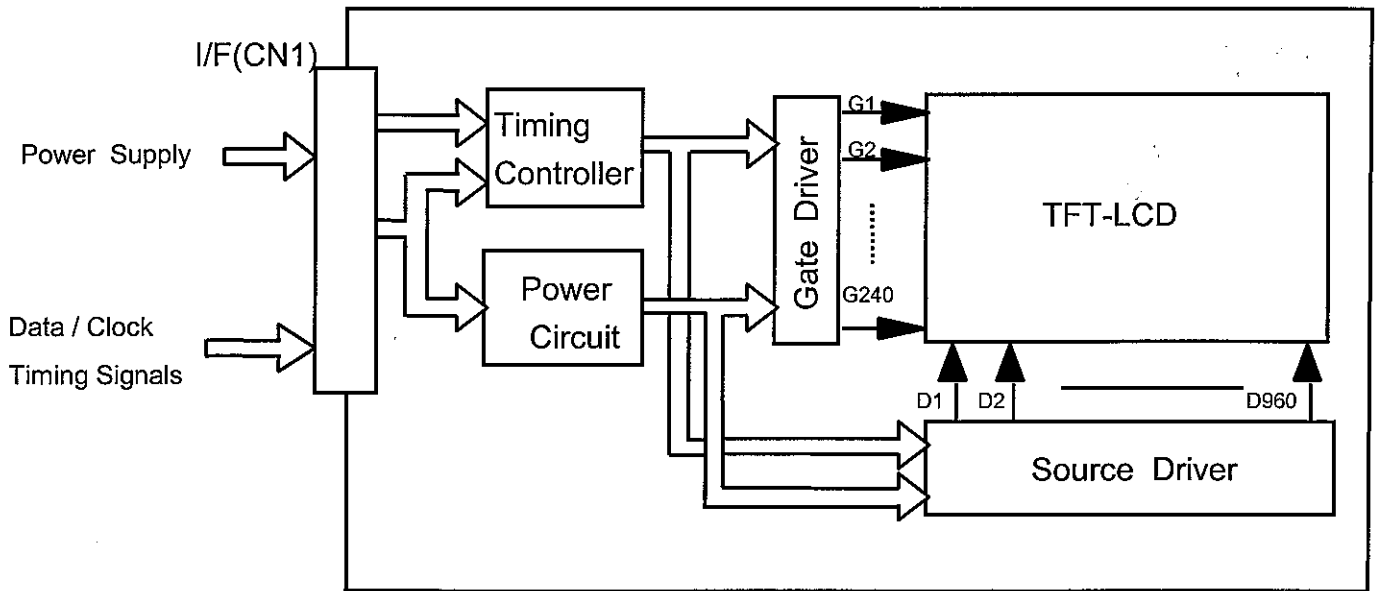 I/F(CN1)
Power Supply
Data / Clock
Timing Signals
Timing
Controller
Power
Circuit
Gate Driver
G1
G2
G240
TFT-LCD
D1
D2
D960
Source Driver